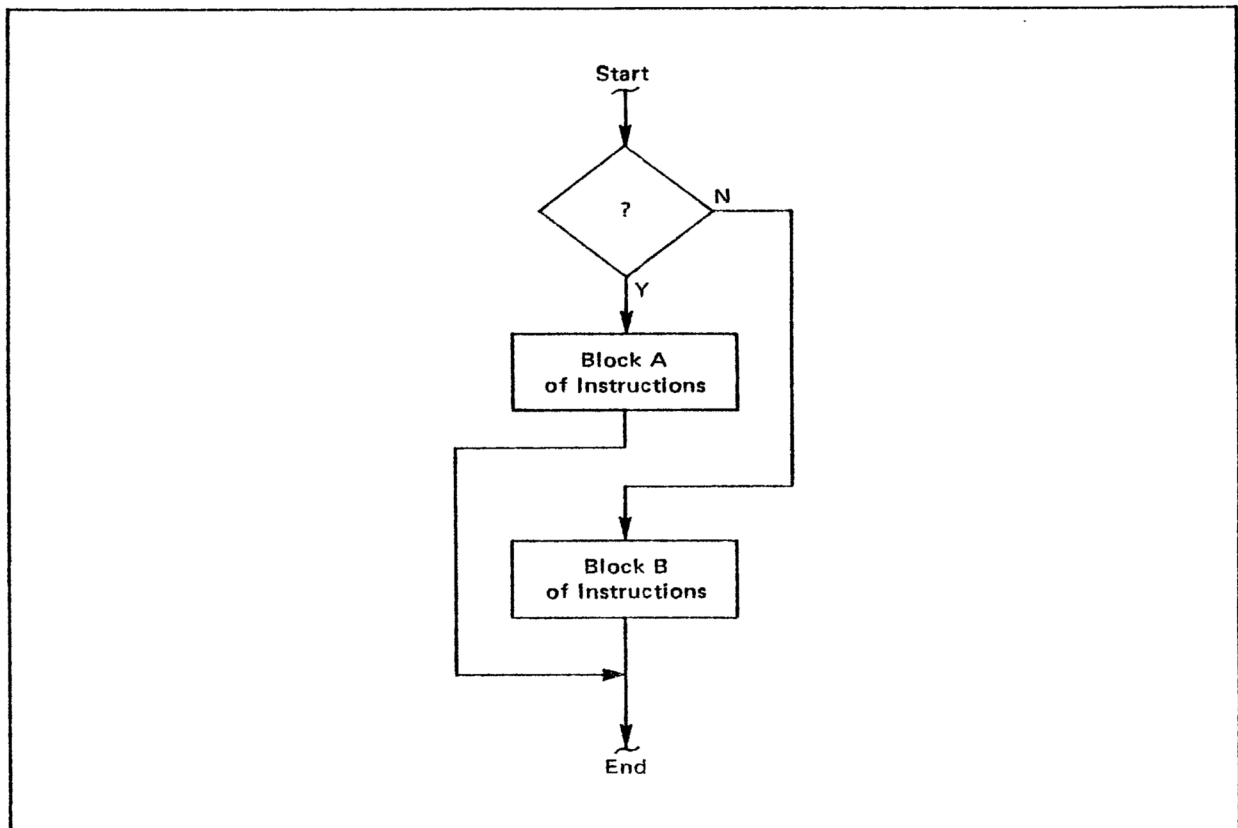 Start
?
N
Y
Block A
of Instructions
Block B
of Instructions
End